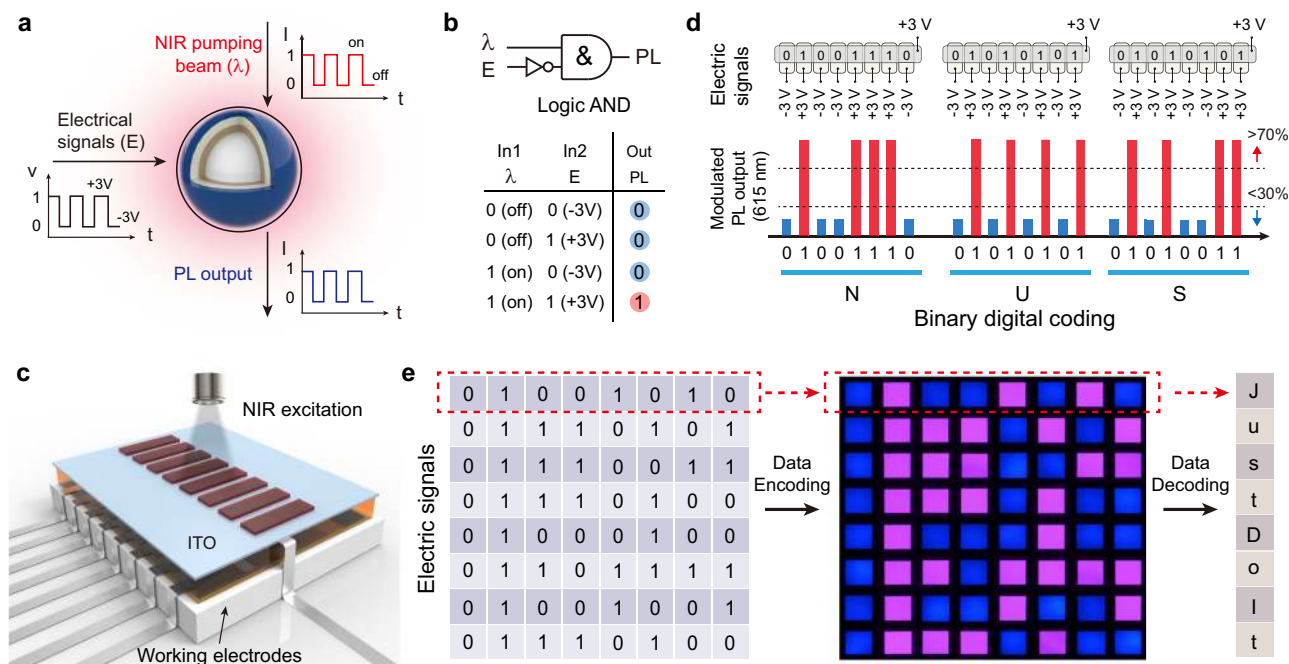 a
NIR pumping
beam (λ)
I
1
0
on
off
t
Electrical
signals (E)
V
1
0
+3V
-3V
t
PL output
I
1
0
t
b
λ
E
&
PL
Logic AND
In1 In2 Out
λ E PL
0 (off) 0 (-3V) 0
0 (off) 1 (+3V) 0
1 (on) 0 (-3V) 0
1 (on) 1 (+3V) 1
c
NIR excitation
ITO
Working electrodes
d
+3 V +3 V +3 V
Electric
signals
0 1 0 0 1 1 1 0 0 1 0 1 0 1 0 1 0 1 0 1 0 0 1 1
-3 V +3 V -3 V -3 V +3 V +3 V +3 V -3 V -3 V +3 V -3 V +3 V -3 V +3 V -3 V +3 V -3 V +3 V -3 V +3 V -3 V -3 V +3 V +3 V
Modulated
PL output
(615 nm)
>70%
<30%
0 1 0 0 1 1 1 0 0 1 0 1 0 1 0 1 0 1 0 1 0 0 1 1
N U S
Binary digital coding
e
Electric signals
0 1 0 0 1 0 1 0
0 1 1 1 0 1 0 1
0 1 1 1 0 0 1 1
0 1 1 1 0 1 0 0
0 1 0 0 0 1 0 0
0 1 1 0 1 1 1 1
0 1 0 0 1 0 0 1
0 1 1 1 0 1 0 0
Data
Encoding
Data
Decoding
J
u
s
t
D
o
I
t